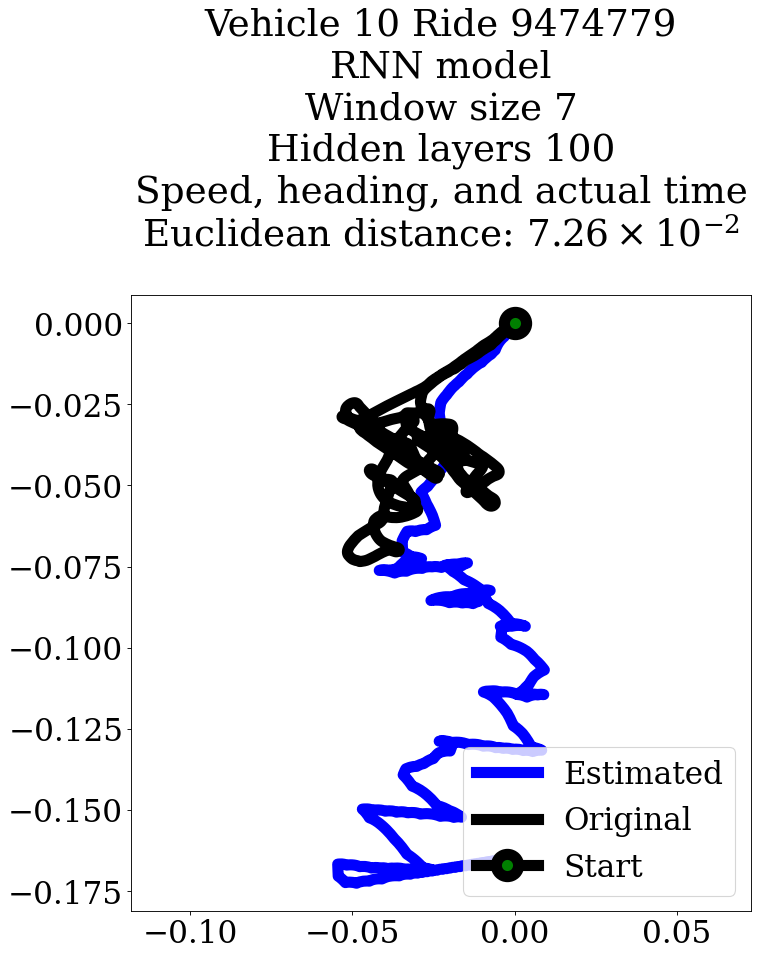 Vehicle 10 Ride 9474779
RNN model
Window size 7
Hidden layers 100
Speed, heading, and actual time
Euclidean distance: 7.26 × 10⁻²
0.000
−0.025
−0.050
−0.075
−0.100
−0.125
−0.150
−0.175
Estimated
Original
Start
−0.10
−0.05
0.00
0.05